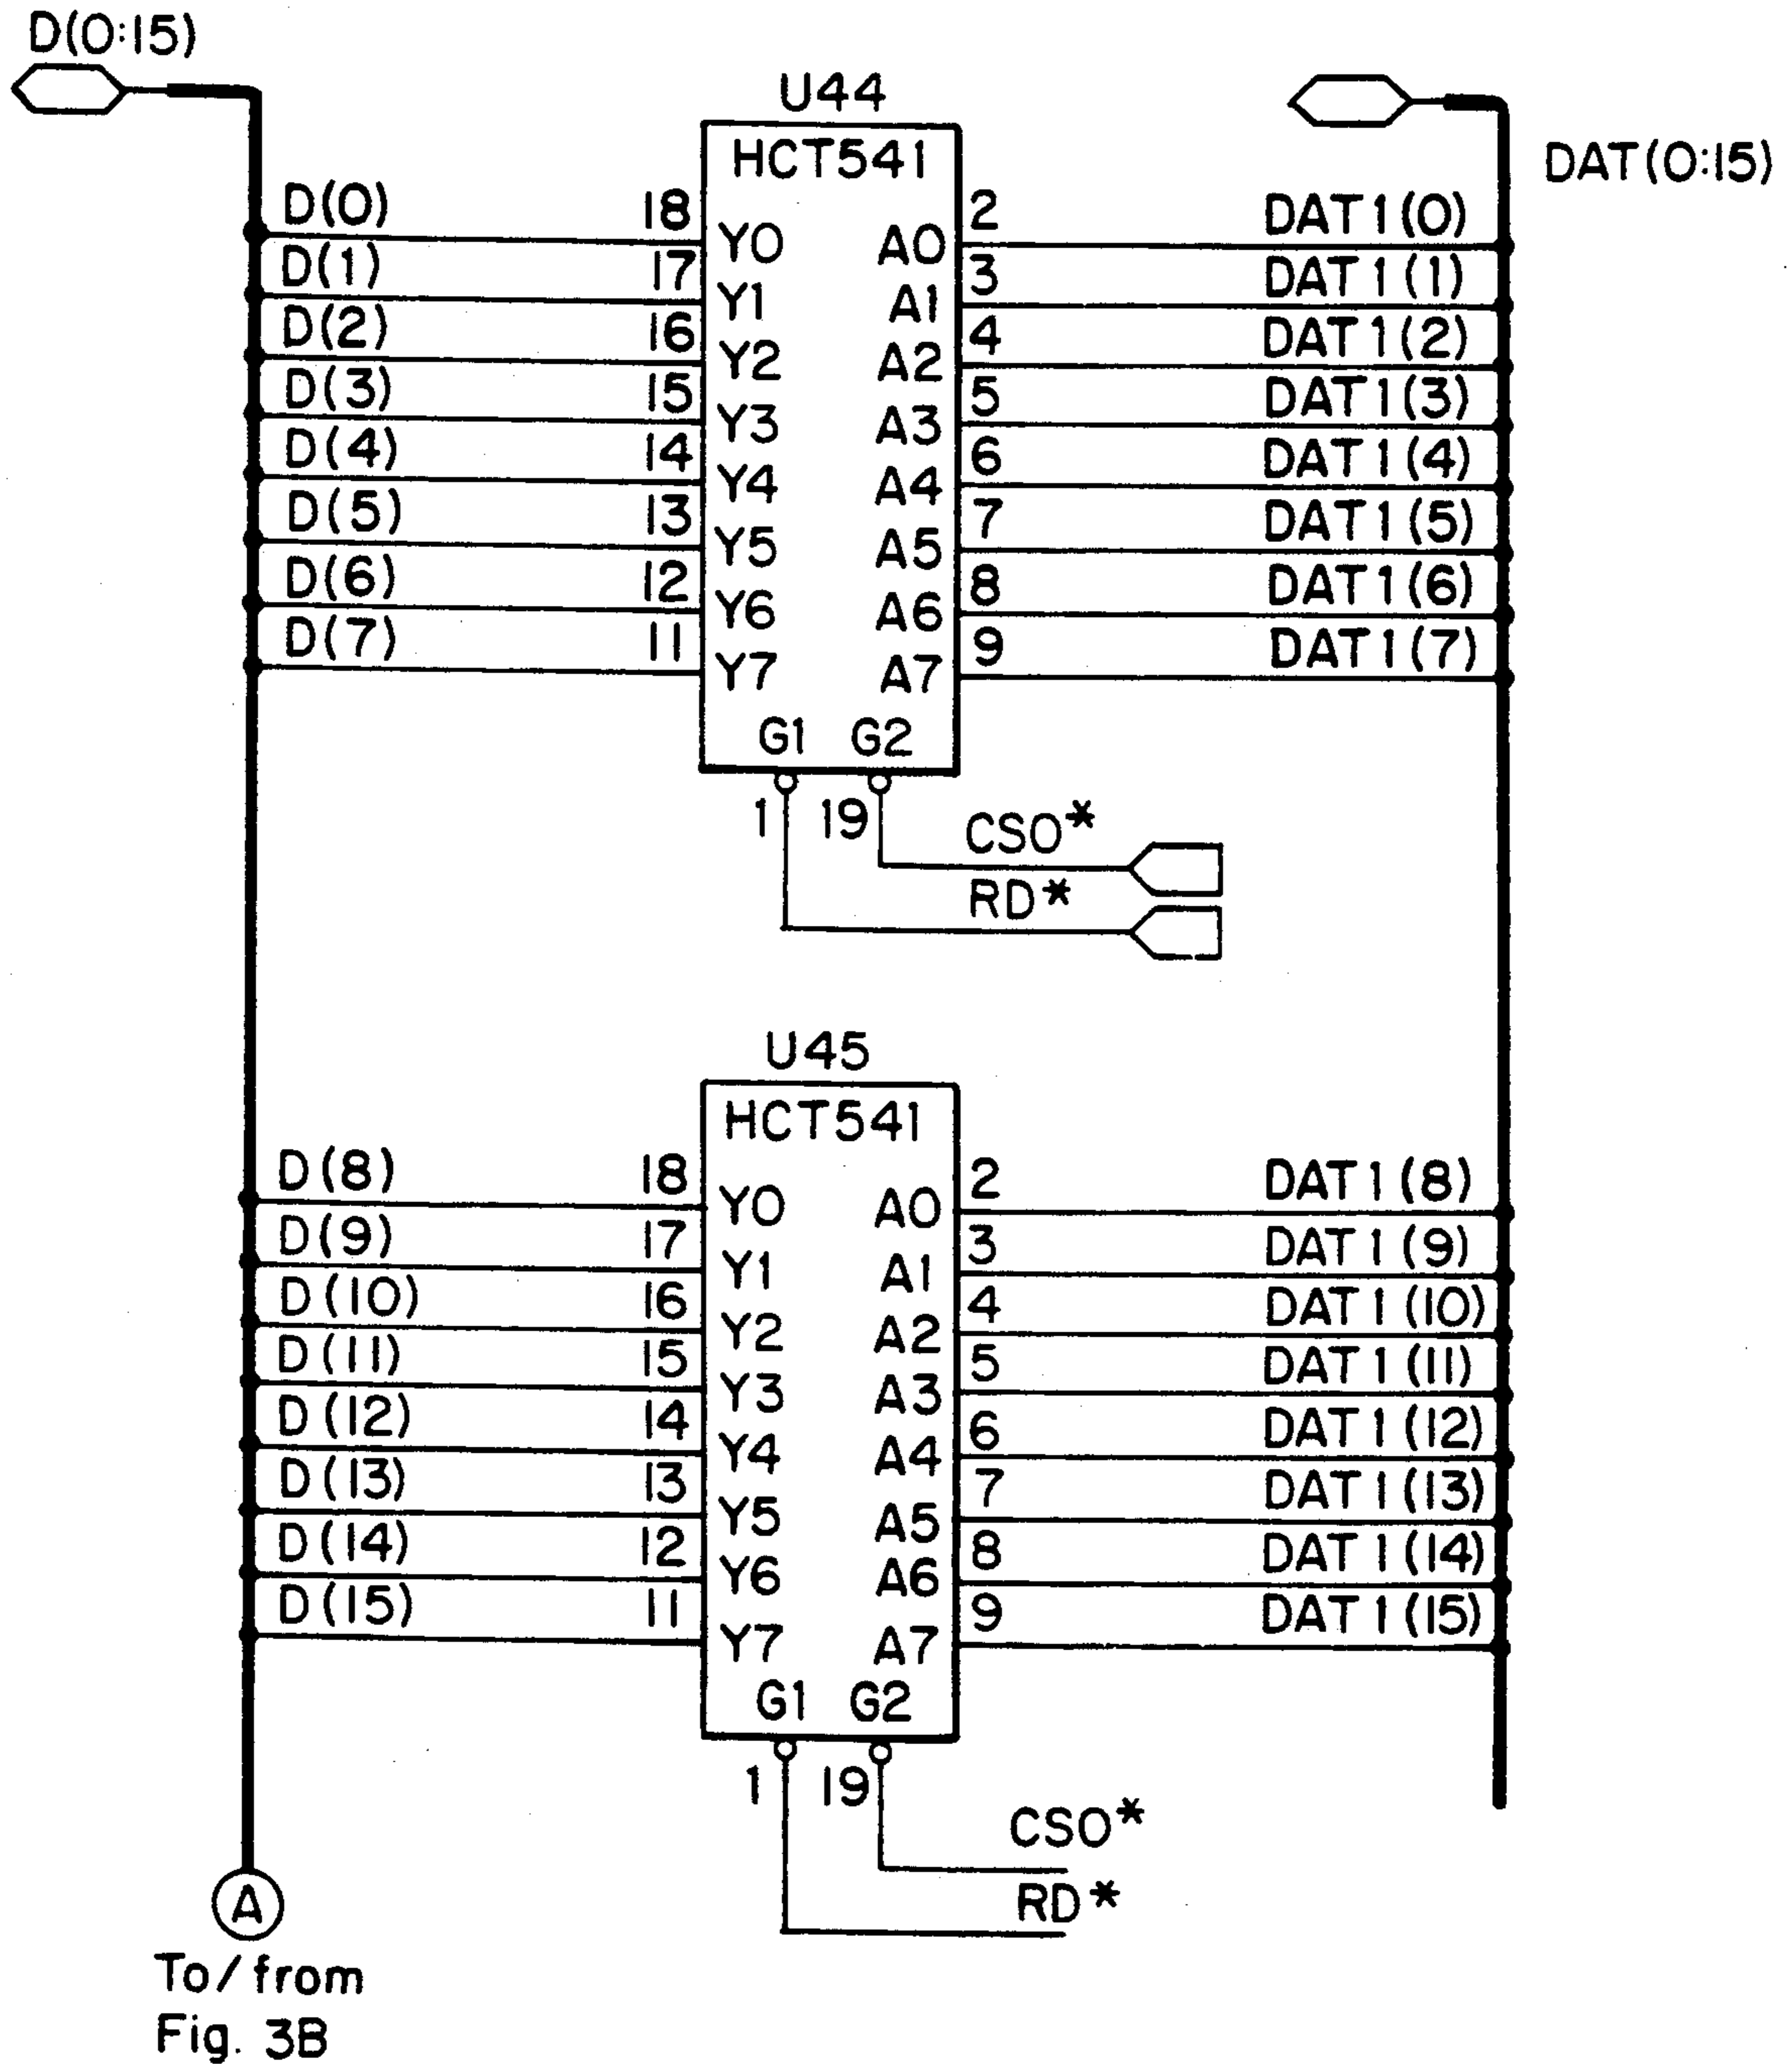 D(0:15)
U44
DAT(0:15)
HCT541
D(0) 18 Y0 A0 2 DAT1(0)
D(1) 17 Y1 A1 3 DAT1(1)
D(2) 16 Y2 A2 4 DAT1(2)
D(3) 15 Y3 A3 5 DAT1(3)
D(4) 14 Y4 A4 6 DAT1(4)
D(5) 13 Y5 A5 7 DAT1(5)
D(6) 12 Y6 A6 8 DAT1(6)
D(7) 11 Y7 A7 9 DAT1(7)
G1 G2
1 19 CSO*
RD*
U45
HCT541
D(8) 18 Y0 A0 2 DAT1(8)
D(9) 17 Y1 A1 3 DAT1(9)
D(10) 16 Y2 A2 4 DAT1(10)
D(11) 15 Y3 A3 5 DAT1(11)
D(12) 14 Y4 A4 6 DAT1(12)
D(13) 13 Y5 A5 7 DAT1(13)
D(14) 12 Y6 A6 8 DAT1(14)
D(15) 11 Y7 A7 9 DAT1(15)
G1 G2
1 19 CSO*
RD*
A
To/from
Fig. 3B